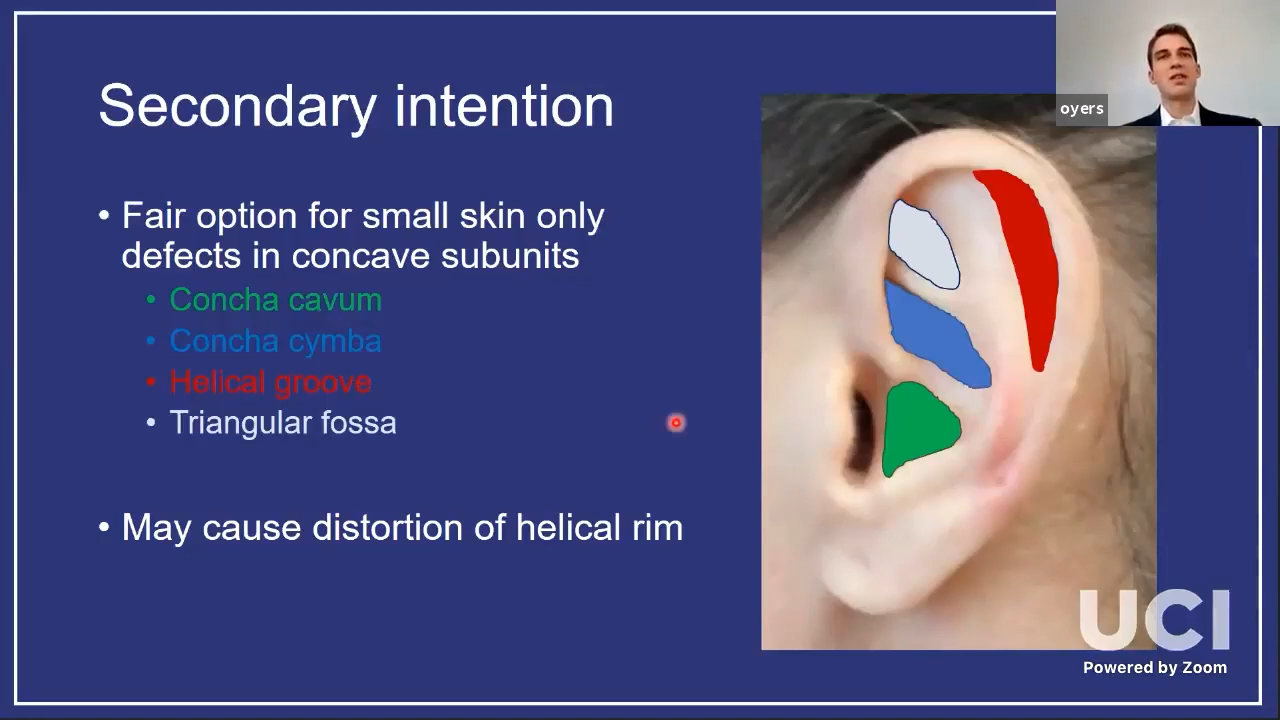 oyers
Secondary intention
• Fair option for small skin only
defects in concave subunits
• Concha cavum
• Concha cymba
• Helical groove
• Triangular fossa
• May cause distortion of helical rim
UCI
Powered by Zoom